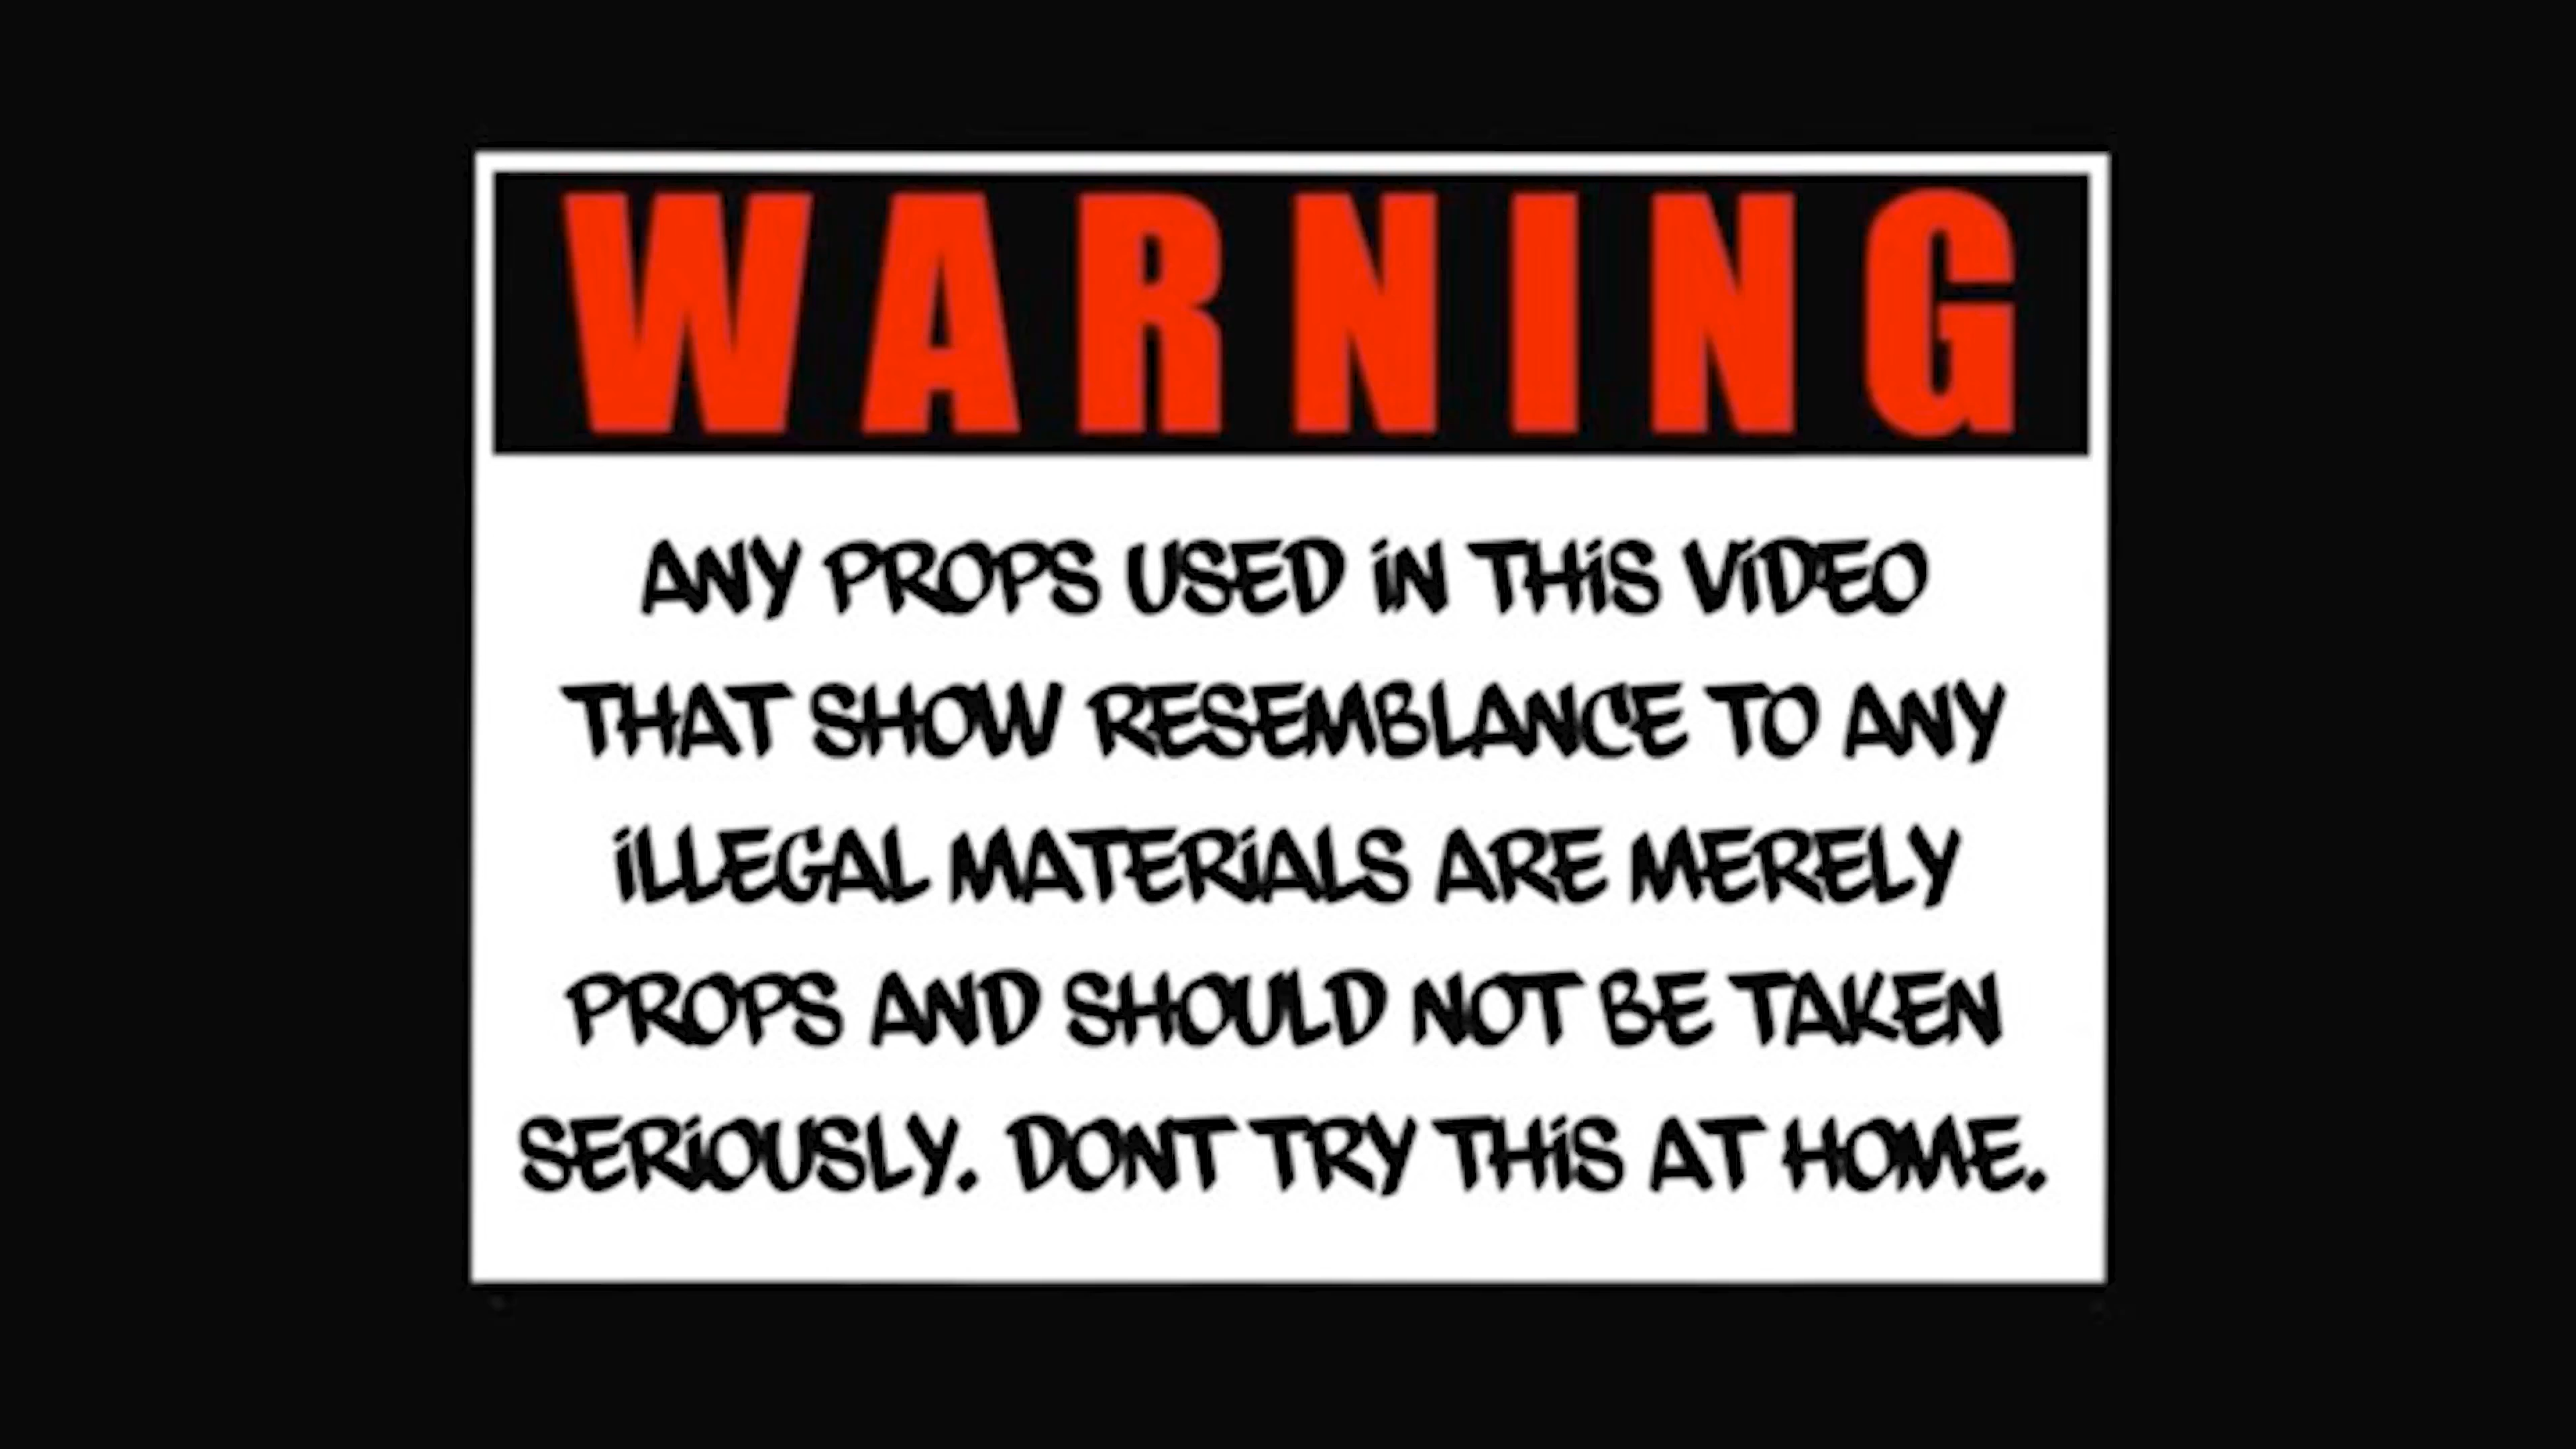 WARNING
ANY PROPS USED iN THiS ViDEO
THAT SHOW RESEMBLANCE TO ANY
iLLEGAL MATERiALS ARE MERELY
PROPS AND SHOULD NOT BE TAKEN
SERiOUSLY. DONT TRY THiS AT HOME.